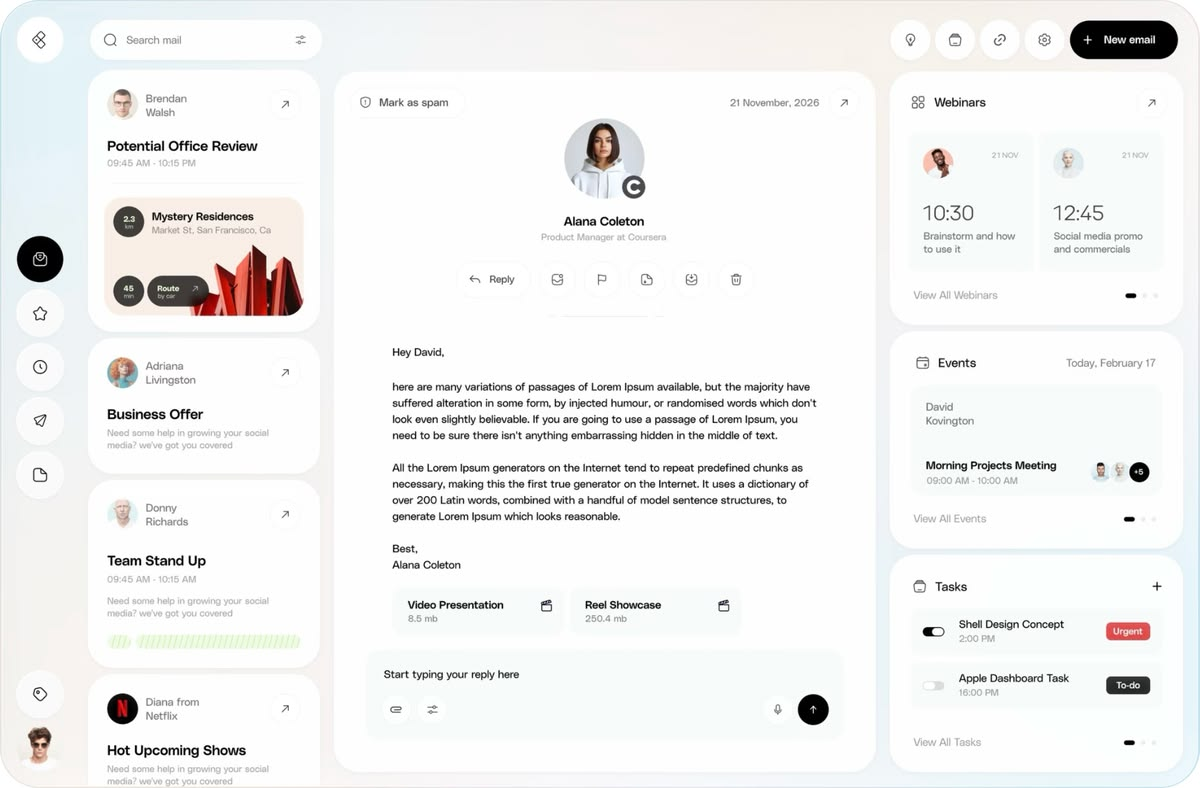 Search mail
New email
Brendan
Walsh
Potential Office Review
09:45 AM - 10:15 PM
2.3
km
Mystery Residences
Market St, San Francisco, Ca
45
min
Route
by car
Adriana
Livingston
Business Offer
Need some help in growing your social
media? we've got you covered
Donny
Richards
Team Stand Up
09:45 AM - 10:15 AM
Need some help in growing your social
media? we've got you covered
N
Diana from
Netflix
Hot Upcoming Shows
Need some help in growing your social
media? we've got you covered
Mark as spam
21 November, 2026
C
Alana Coleton
Product Manager at Coursera
Reply
Hey David,
here are many variations of passages of Lorem Ipsum available, but the majority have
suffered alteration in some form, by injected humour, or randomised words which don't
look even slightly believable. If you are going to use a passage of Lorem Ipsum, you
need to be sure there isn't anything embarrassing hidden in the middle of text.
All the Lorem Ipsum generators on the Internet tend to repeat predefined chunks as
necessary, making this the first true generator on the Internet. It uses a dictionary of
over 200 Latin words, combined with a handful of model sentence structures, to
generate Lorem Ipsum which looks reasonable.
Best,
Alana Coleton
Video Presentation
8.5 mb
Reel Showcase
250.4 mb
Start typing your reply here
Webinars
21 NOV
10:30
Brainstorm and how
to use it
21 NOV
12:45
Social media promo
and commercials
View All Webinars
Events
Today, February 17
David
Kovington
Morning Projects Meeting
09:00 AM - 10:00 AM
+5
View All Events
Tasks
Shell Design Concept
2:00 PM
Urgent
Apple Dashboard Task
16:00 PM
To-do
View All Tasks